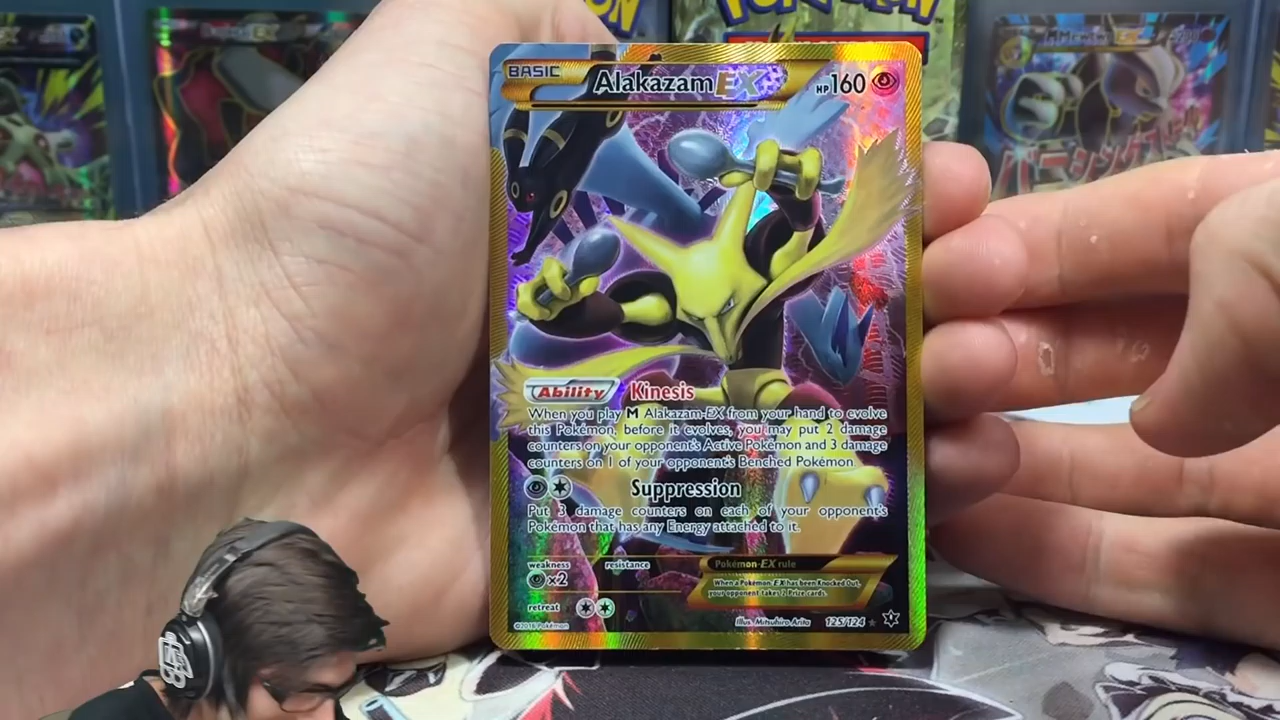 BASIC Alakazam EX HP160
Ability Kinesis
When you play M Alakazam-EX from your hand to evolve
this Pokémon, before it evolves, you may put 2 damage
counters on your opponent's Active Pokémon and 3 damage
counters on 1 of your opponent's Benched Pokémon.
Suppression
Put 3 damage counters on each of your opponent's
Pokémon that has any Energy attached to it.
weakness resistance
×2
retreat
Pokémon-EX rule
When a Pokémon-EX has been Knocked Out,
your opponent takes 2 Prize cards.
©2016 Pokémon
Illus. Mitsuhiro Arita
125/124